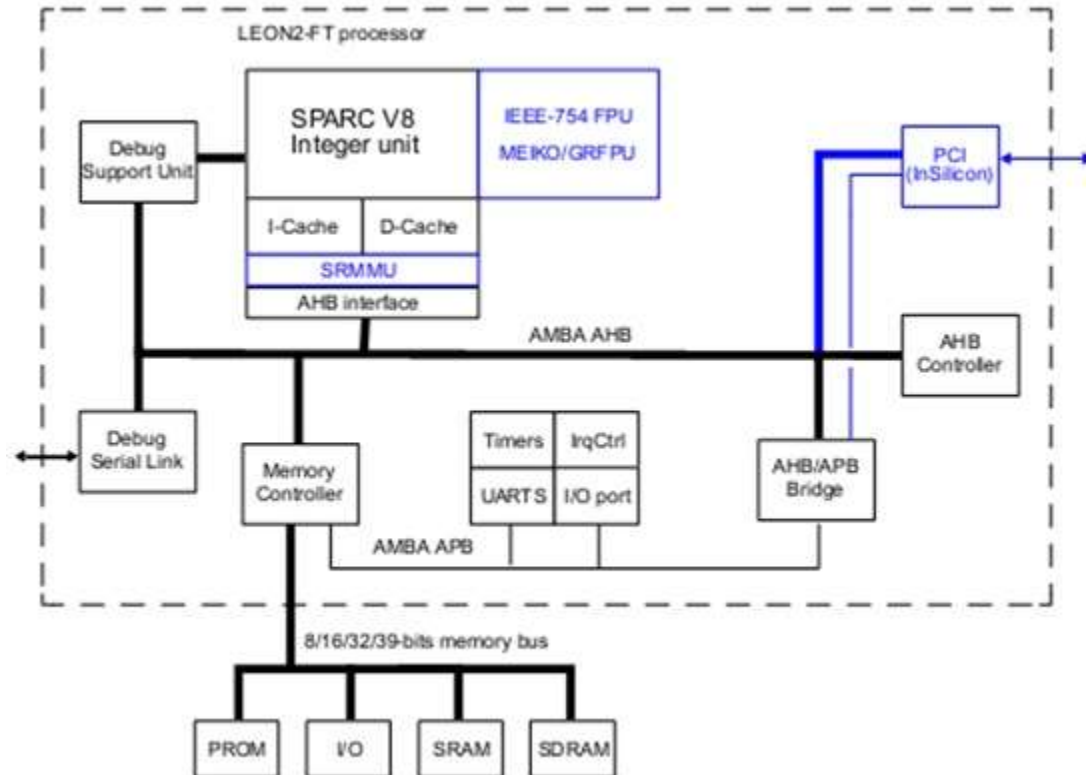 LEON2-FT processor
SPARC V8
Integer unit
IEEE-754 FPU
MEIKO/GRFPU
Debug
Support Unit
PCI
(InSilicon)
I-Cache
D-Cache
SRMMU
AHB interface
AMBA AHB
AHB
Controller
Debug
Serial Link
Memory
Controller
Timers
IrqCtrl
UARTS
I/O port
AHB/APB
Bridge
AMBA APB
8/16/32/39-bits memory bus
PROM
I/O
SRAM
SDRAM